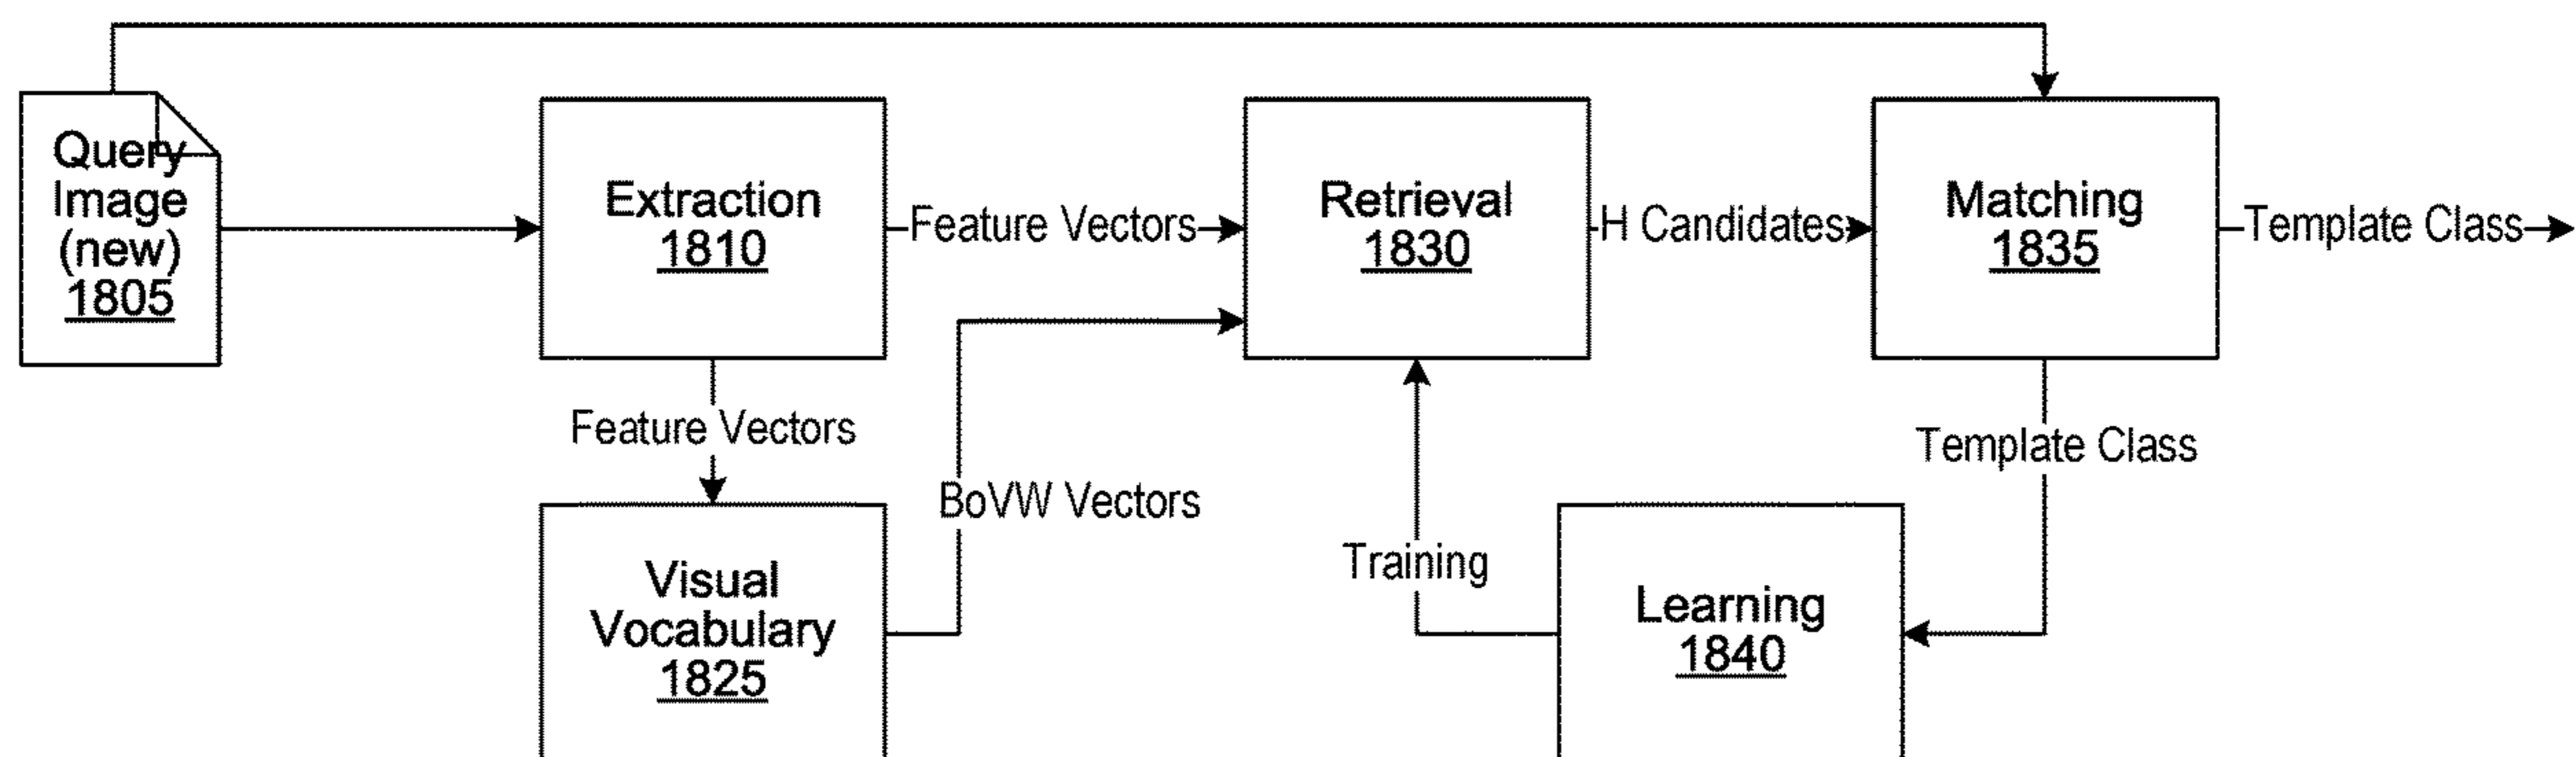 Query
Image
(new)
1805
Extraction
1810
Feature Vectors
Retrieval
1830
H Candidates
Matching
1835
Template Class
Feature Vectors
BoVW Vectors
Training
Template Class
Visual
Vocabulary
1825
Learning
1840